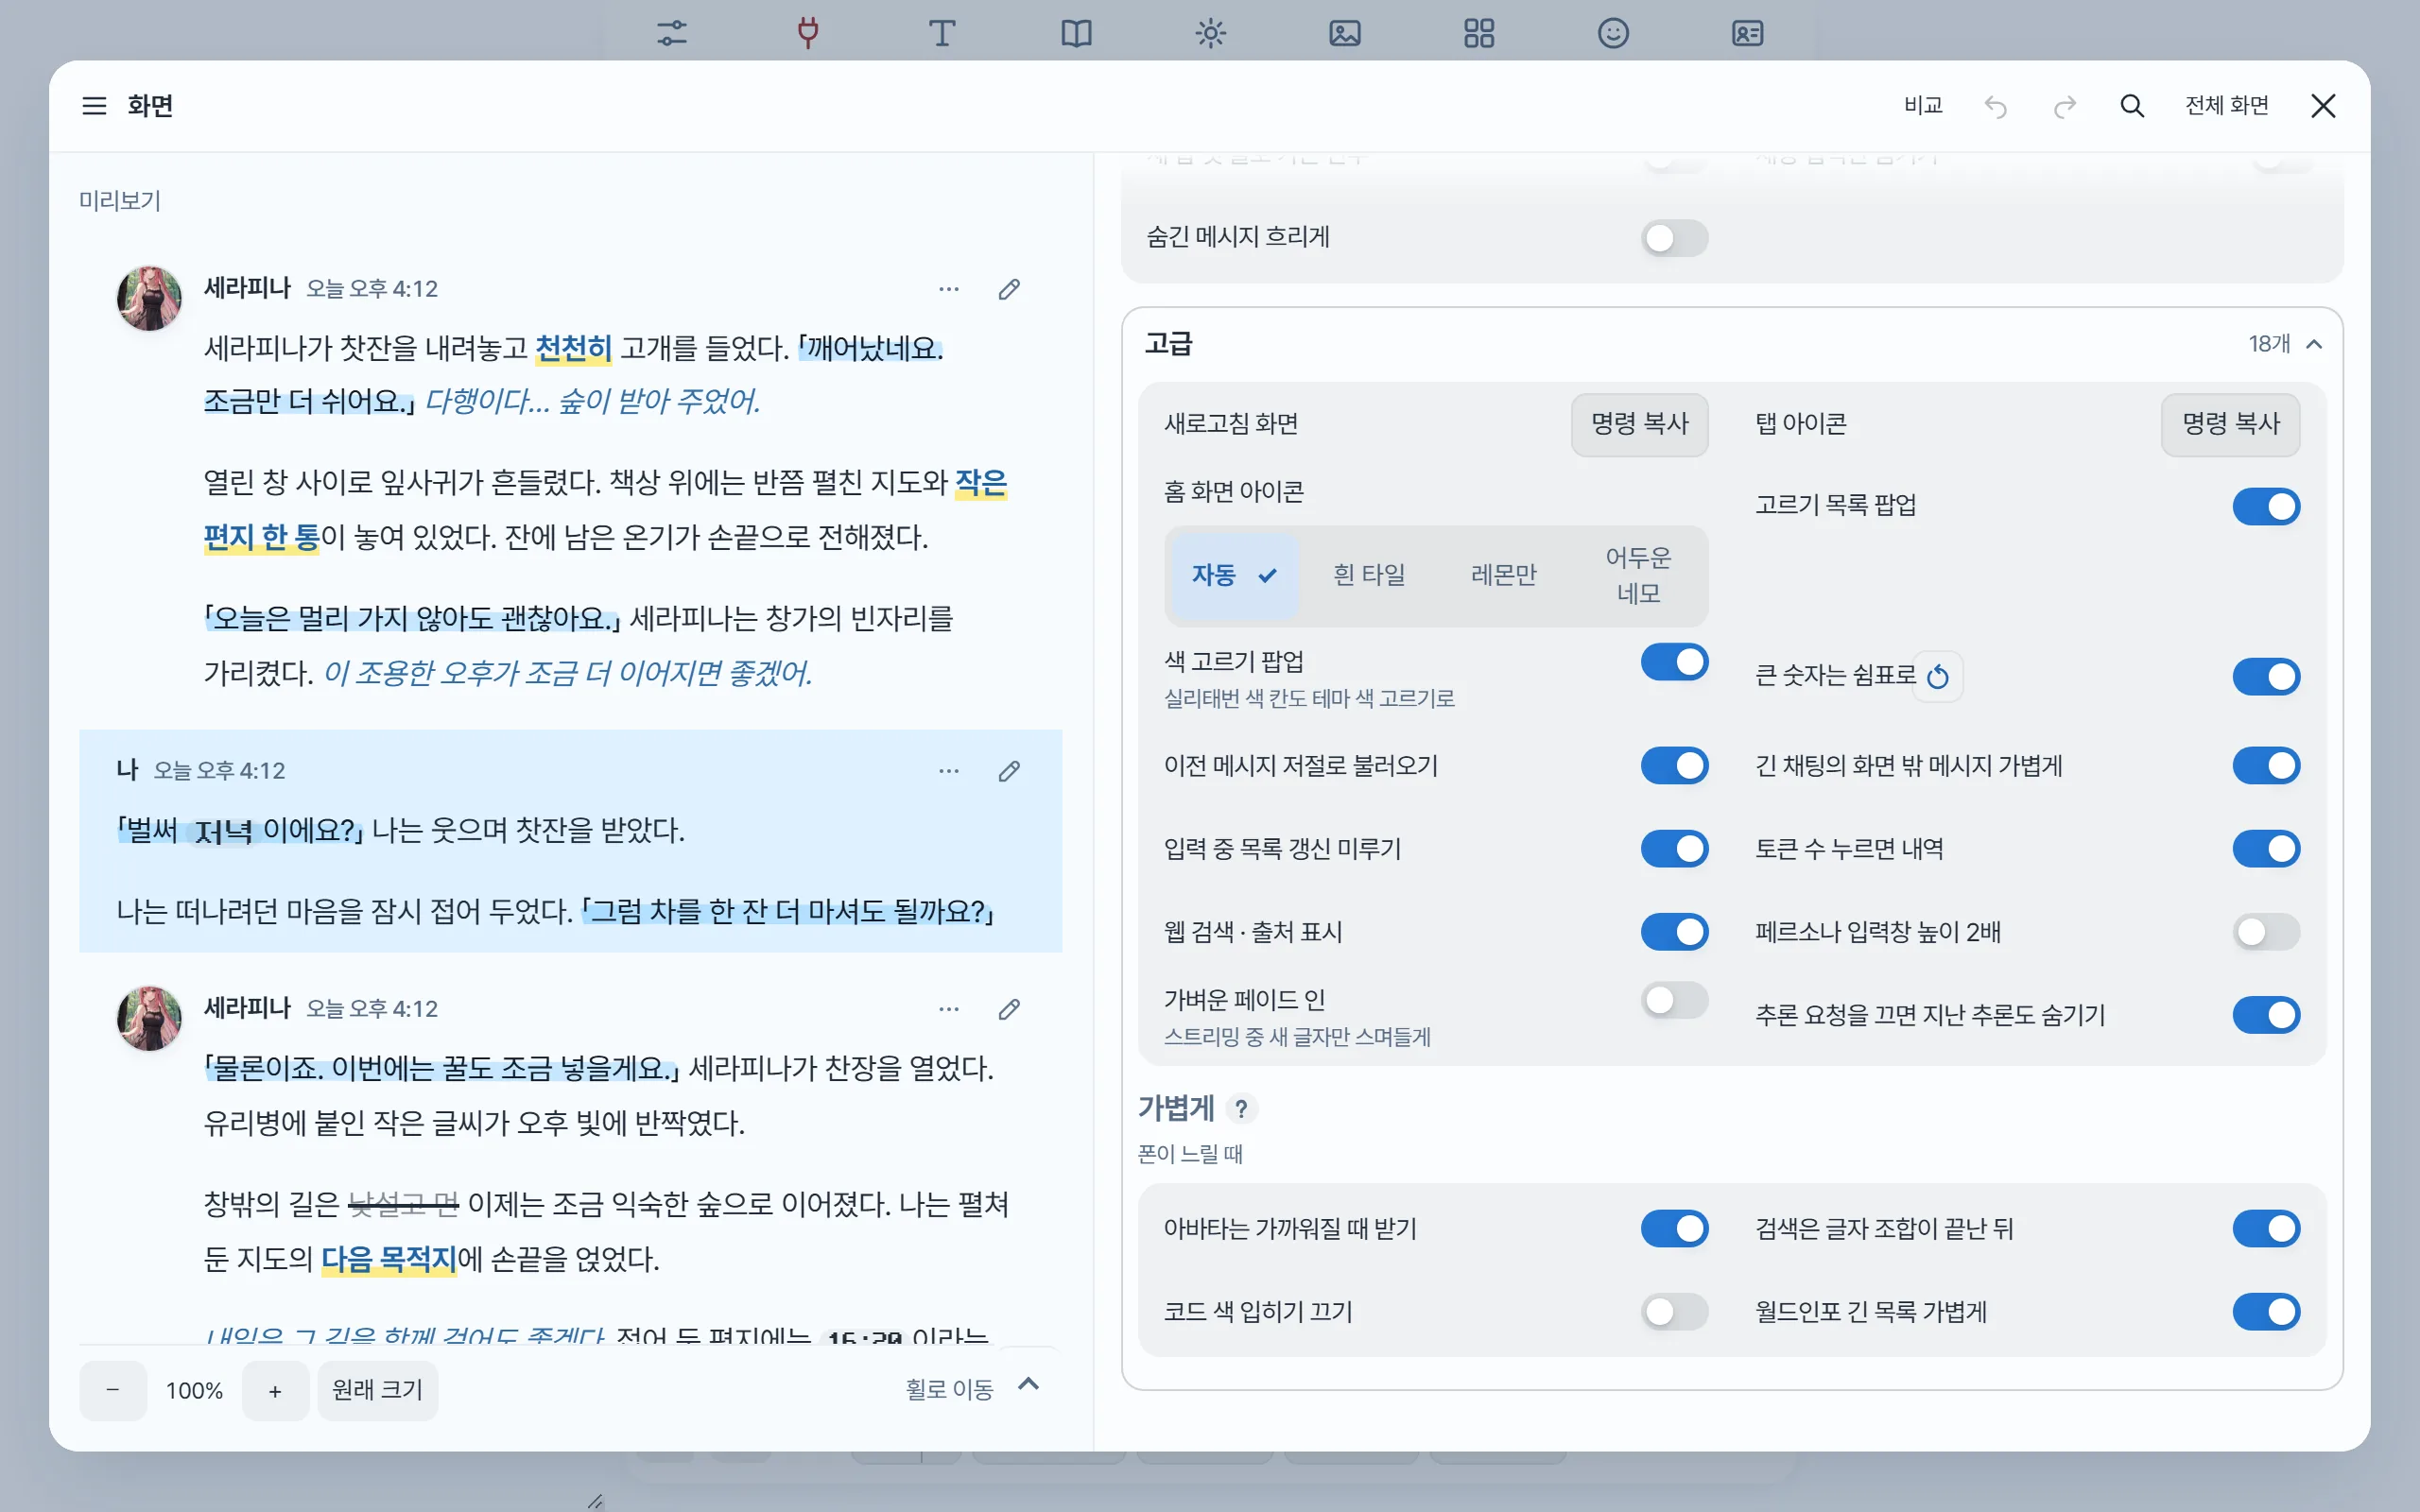 화면
비교
전체 화면
미리보기
세라피나 오늘 오후 4:12
세라피나가 찻잔을 내려놓고 천천히 고개를 들었다. 「깨어났네요.
조금만 더 쉬어요.」 다행이다… 숲이 받아 주었어.
열린 창 사이로 잎사귀가 흔들렸다. 책상 위에는 반쯤 펼친 지도와 작은
편지 한 통이 놓여 있었다. 잔에 남은 온기가 손끝으로 전해졌다.
「오늘은 멀리 가지 않아도 괜찮아요.」 세라피나는 창가의 빈자리를
가리켰다. 이 조용한 오후가 조금 더 이어지면 좋겠어.
나 오늘 오후 4:12
「벌써 저녁 이에요?」 나는 웃으며 찻잔을 받았다.
나는 떠나려던 마음을 잠시 접어 두었다. 「그럼 차를 한 잔 더 마셔도 될까요?」
세라피나 오늘 오후 4:12
「물론이죠. 이번에는 꿀도 조금 넣을게요.」 세라피나가 찬장을 열었다.
유리병에 붙인 작은 글씨가 오후 빛에 반짝였다.
창밖의 길은 낯설고 먼 이제는 조금 익숙한 숲으로 이어졌다. 나는 펼쳐
둔 지도의 다음 목적지에 손끝을 얹었다.
내일은 그 길을 함께 걸어도 좋겠다. 접어 둔 편지에는 16:20 이라는
− 100% + 원래 크기
휠로 이동
숨긴 메시지 흐리게
고급
18개
새로고침 화면
명령 복사
탭 아이콘
명령 복사
홈 화면 아이콘
고르기 목록 팝업
자동
흰 타일
레몬만
어두운
네모
색 고르기 팝업
실리태번 색 칸도 테마 색 고르기로
큰 숫자는 쉼표로
이전 메시지 저절로 불러오기
긴 채팅의 화면 밖 메시지 가볍게
입력 중 목록 갱신 미루기
토큰 수 누르면 내역
웹 검색 · 출처 표시
페르소나 입력창 높이 2배
가벼운 페이드 인
스트리밍 중 새 글자만 스며들게
추론 요청을 끄면 지난 추론도 숨기기
가볍게 ?
폰이 느릴 때
아바타는 가까워질 때 받기
검색은 글자 조합이 끝난 뒤
코드 색 입히기 끄기
월드인포 긴 목록 가볍게